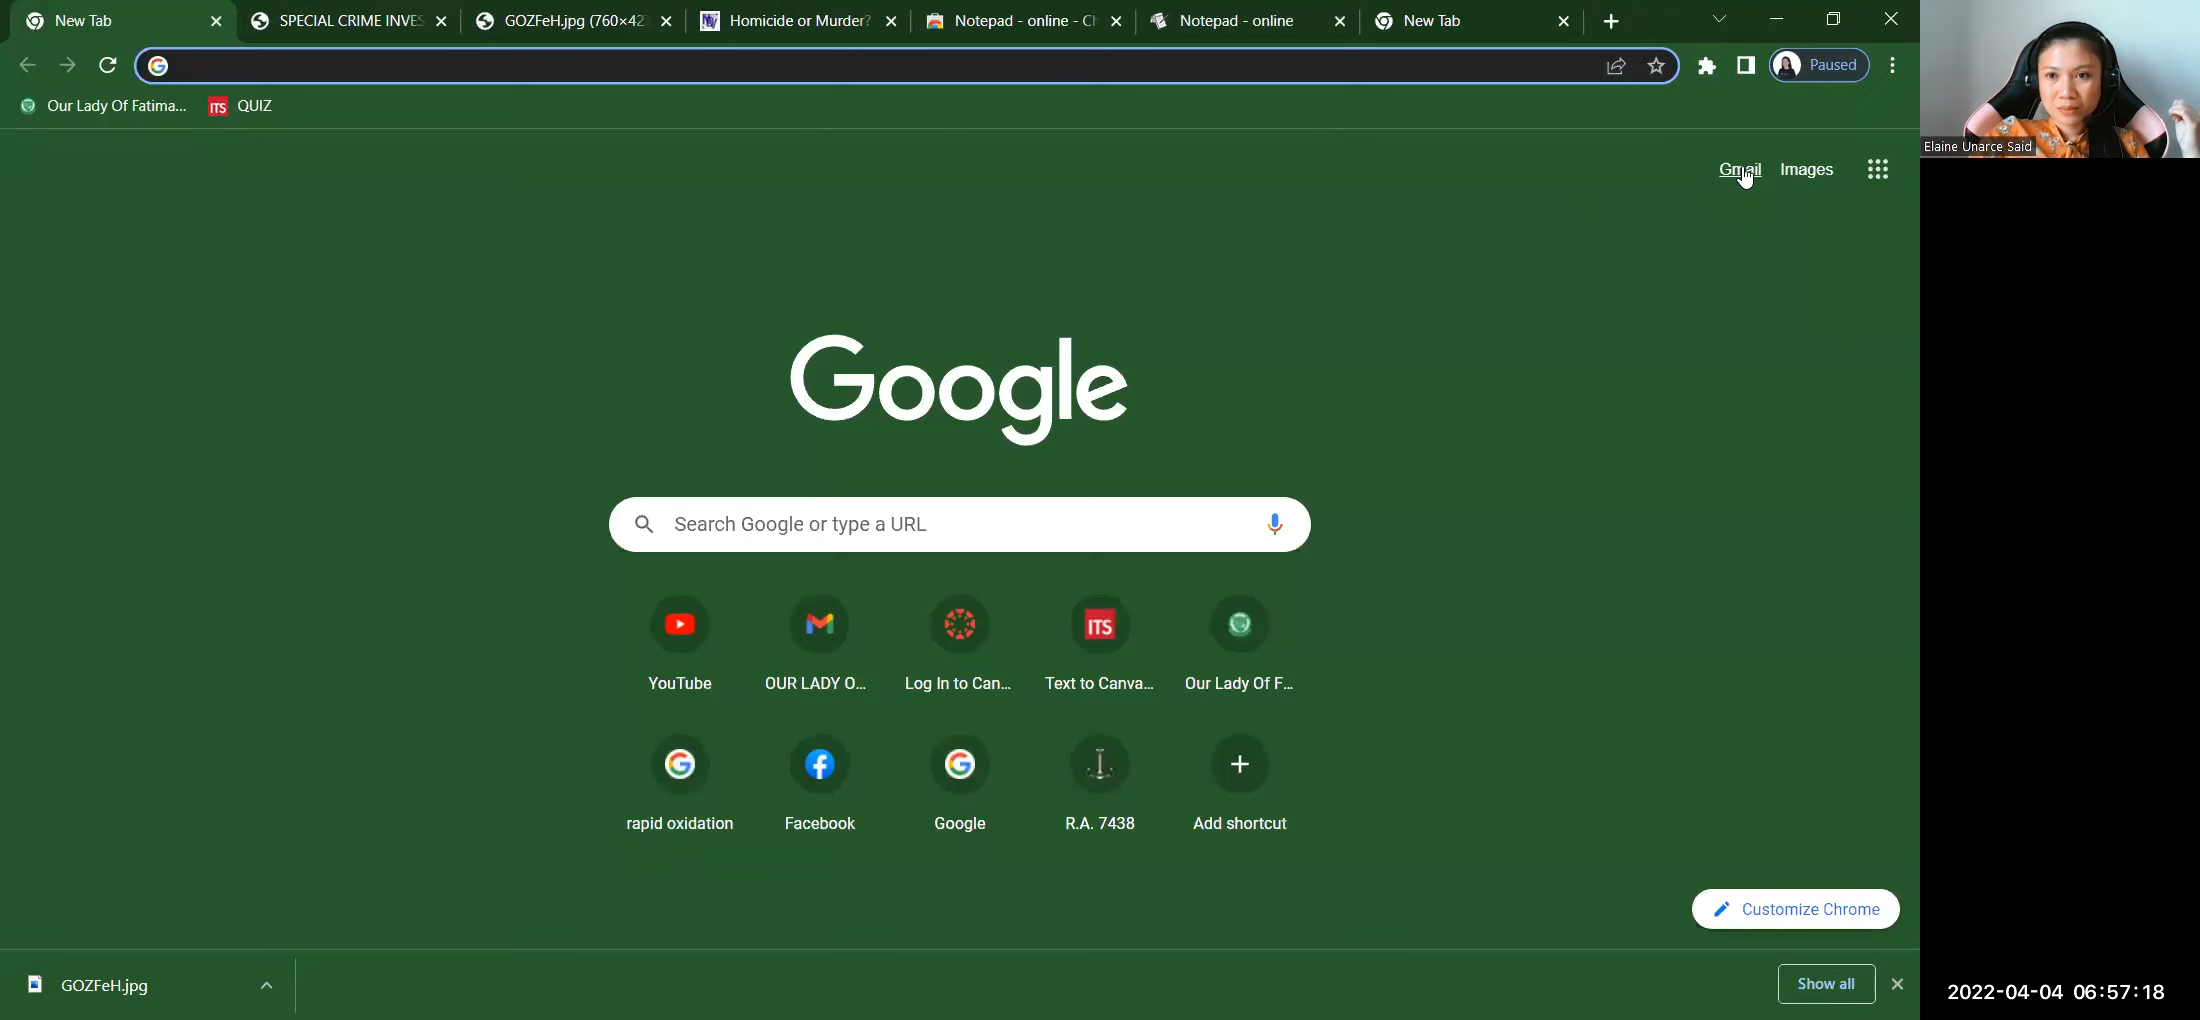 New Tab
SPECIAL CRIME INVES
GOZFeH.jpg (760×42
Homicide or Murder?
Notepad - online - Ch
Notepad - online
New Tab
Paused
Our Lady Of Fatima...
ITS
QUIZ
Elaine Unarce Said
Gmail
Images
Google
Search Google or type a URL
ITS
YouTube
OUR LADY O...
Log In to Can...
Text to Canva...
Our Lady Of F...
rapid oxidation
Facebook
Google
R.A. 7438
Add shortcut
Customize Chrome
GOZFeH.jpg
Show all
2022-04-04 06:57:18